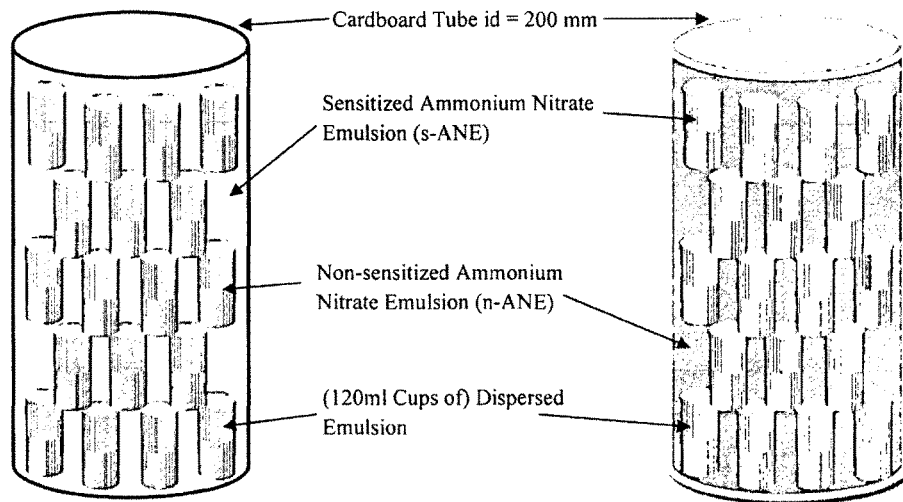 Cardboard Tube id = 200 mm
Sensitized Ammonium Nitrate
Emulsion (s-ANE)
Non-sensitized Ammonium
Nitrate Emulsion (n-ANE)
(120ml Cups of) Dispersed
Emulsion